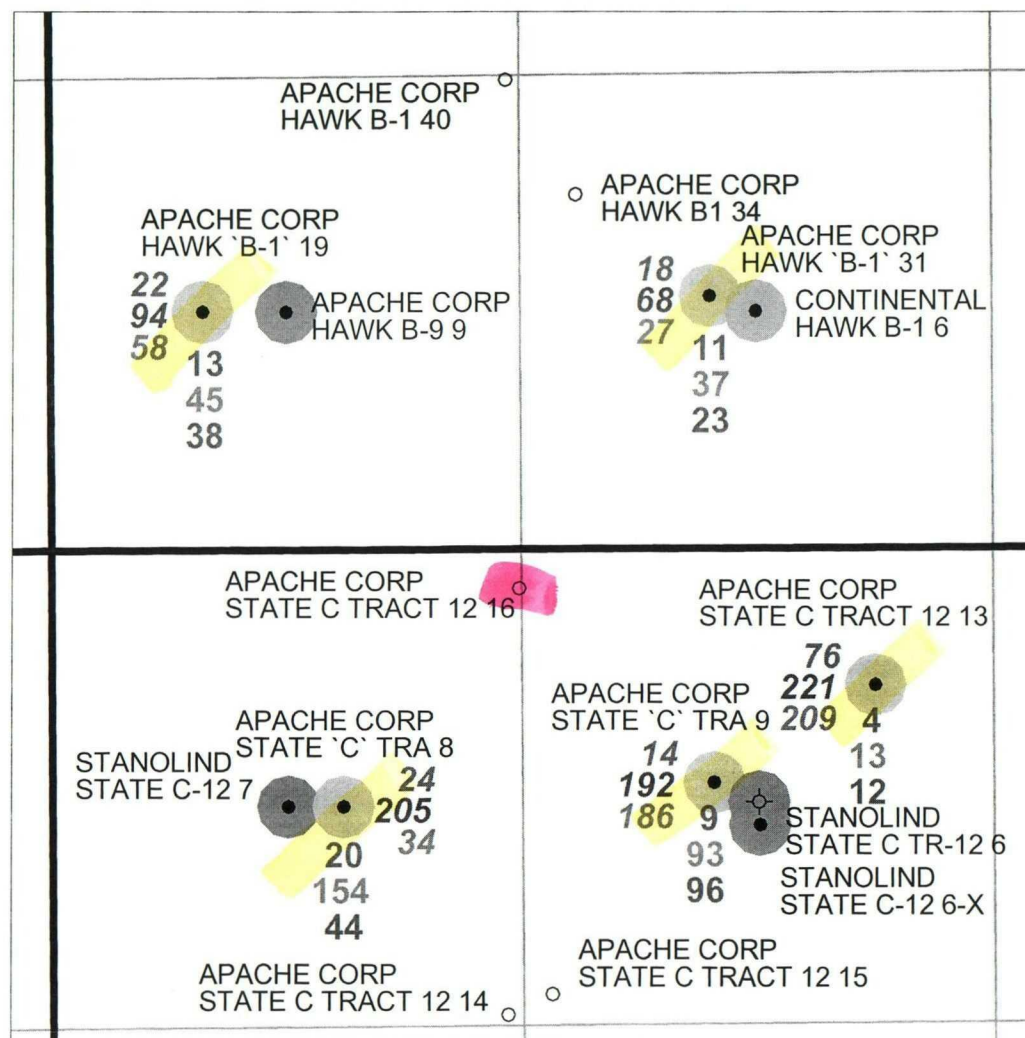 APACHE CORP
HAWK B-1 40
APACHE CORP
HAWK B1 34
APACHE CORP
HAWK `B-1` 19
22
94
58
13
45
38
APACHE CORP
HAWK B-9 9
APACHE CORP
HAWK `B-1` 31
18
68
27
11
37
23
CONTINENTAL
HAWK B-1 6
APACHE CORP
STATE C TRACT 12 16
APACHE CORP
STATE C TRACT 12 13
76
221
209
4
13
12
APACHE CORP
STATE `C` TRA 9
14
192
186
9
93
96
APACHE CORP
STATE `C` TRA 8
24
205
34
20
154
44
STANOLIND
STATE C-12 7
STANOLIND
STATE C TR-12 6
STANOLIND
STATE C-12 6-X
APACHE CORP
STATE C TRACT 12 14
APACHE CORP
STATE C TRACT 12 15